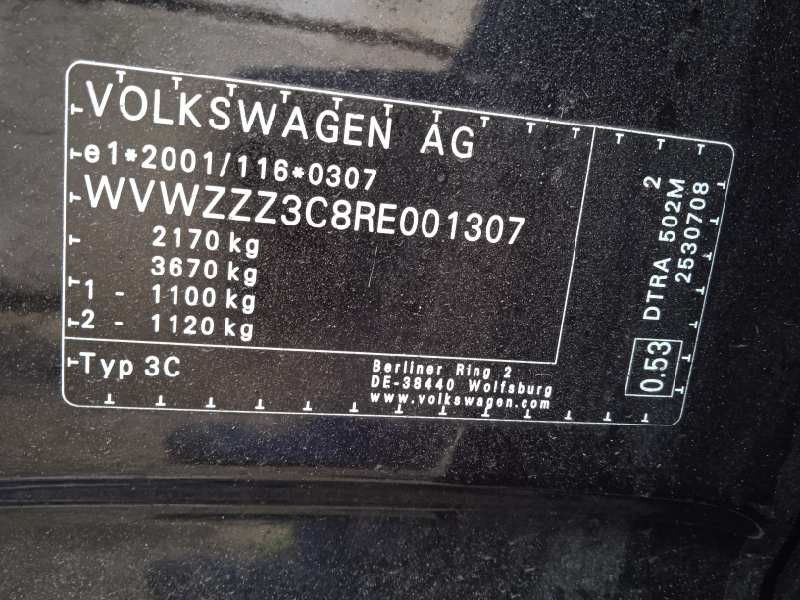 VOLKSWAGEN AG
e1*2001/116*0307
WVWZZZ3C8RE001307
2170 kg
3670 kg
1 - 1100 kg
2 - 1120 kg
Typ 3C
Berliner Ring 2
DE-38440 Wolfsburg
www.volkswagen.com
0.53
DTRA 502M 2
2530708